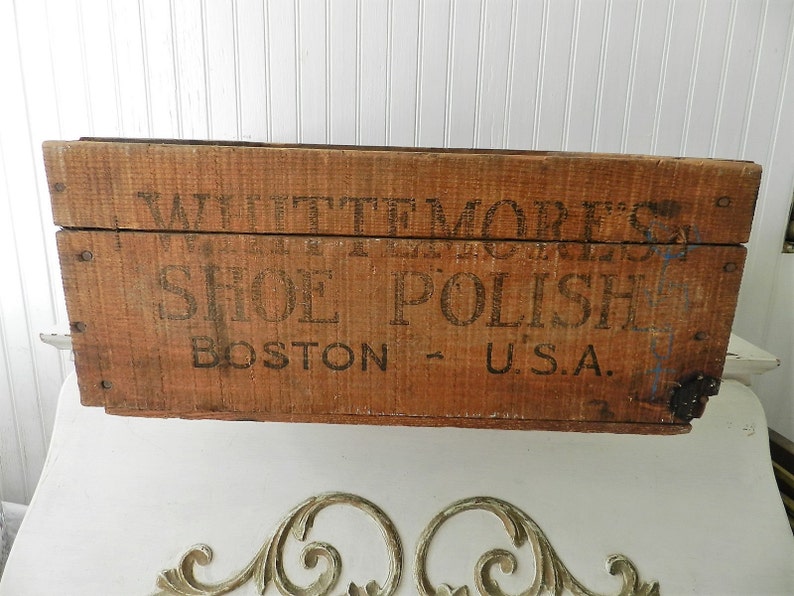 WHITTEMORE'S
SHOE POLISH
BOSTON - U.S.A.